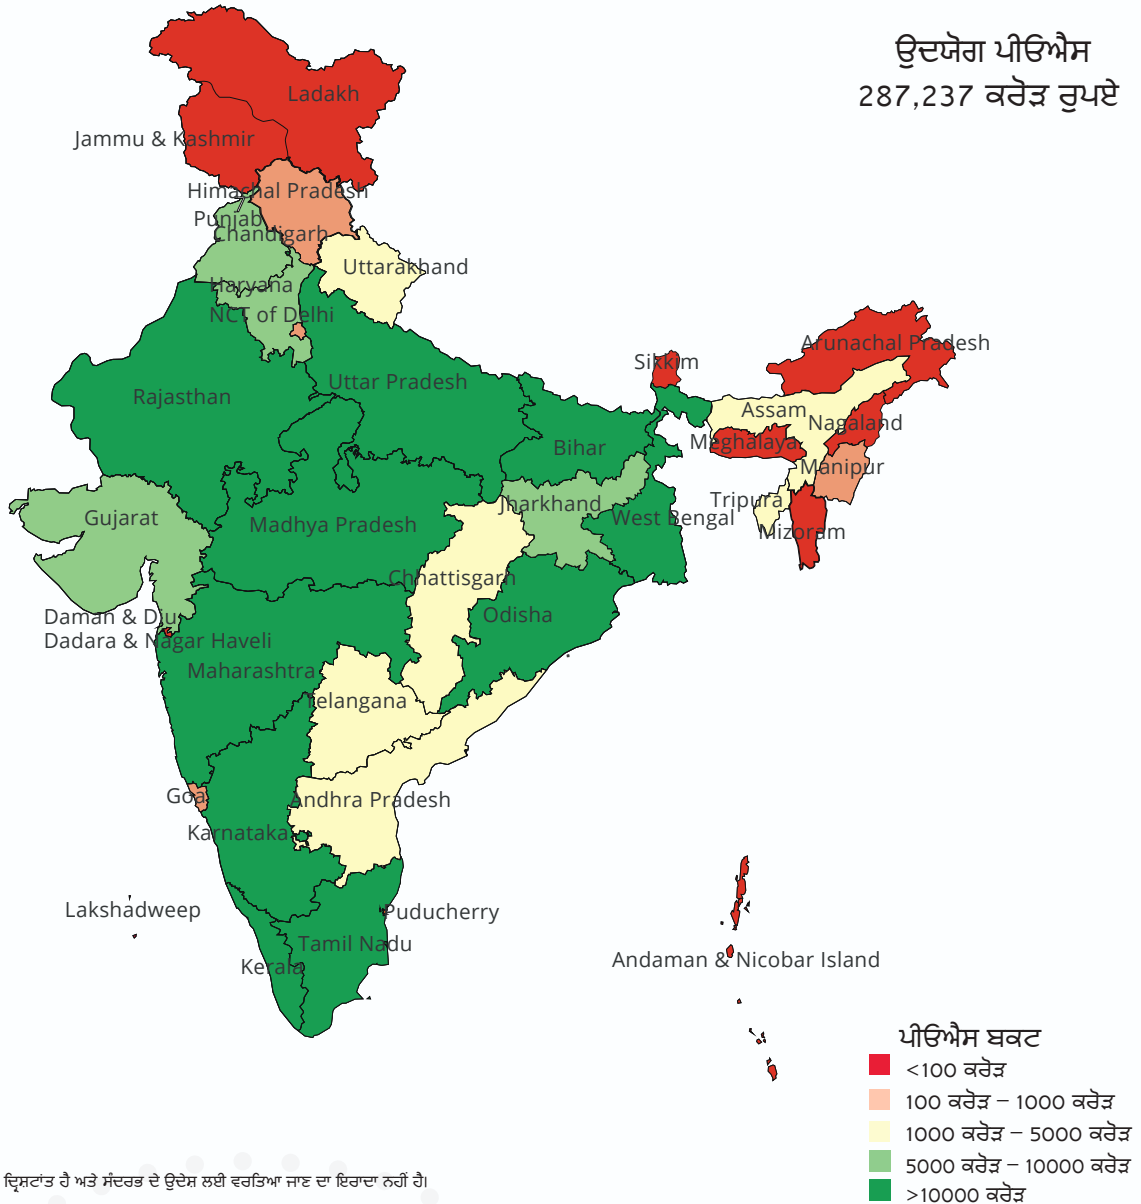 ਉਦਯੋਗ ਪੀਓਐਸ
287,237 ਕਰੋੜ ਰੁਪਏ
Ladakh
Jammu & Kashmir
Himachal Pradesh
Punjab
Chandigarh
Uttarakhand
Haryana
NCT of Delhi
Arunachal Pradesh
Sikkim
Uttar Pradesh
Rajasthan
Assam
Nagaland
Meghalaya
Bihar
Manipur
Jharkhand
Tripura
Gujarat
West Bengal
Madhya Pradesh
Mizoram
Chhattisgarh
Daman & Diu
Odisha
Dadara & Nagar Haveli
Maharashtra
Telangana
Goa
Andhra Pradesh
Karnataka
Lakshadweep
Puducherry
Tamil Nadu
Andaman & Nicobar Island
Kerala
ਪੀਓਐਸ ਬਕਟ
<100 ਕਰੋੜ
100 ਕਰੋੜ – 1000 ਕਰੋੜ
1000 ਕਰੋੜ – 5000 ਕਰੋੜ
5000 ਕਰੋੜ – 10000 ਕਰੋੜ
>10000 ਕਰੋੜ
ਦ੍ਰਿਸ਼ਟਾਂਤ ਹੈ ਅਤੇ ਸੰਦਰਭ ਦੇ ਉਦੇਸ਼ ਲਈ ਵਰਤਿਆ ਜਾਣ ਦਾ ਇਰਾਦਾ ਨਹੀਂ ਹੈ।